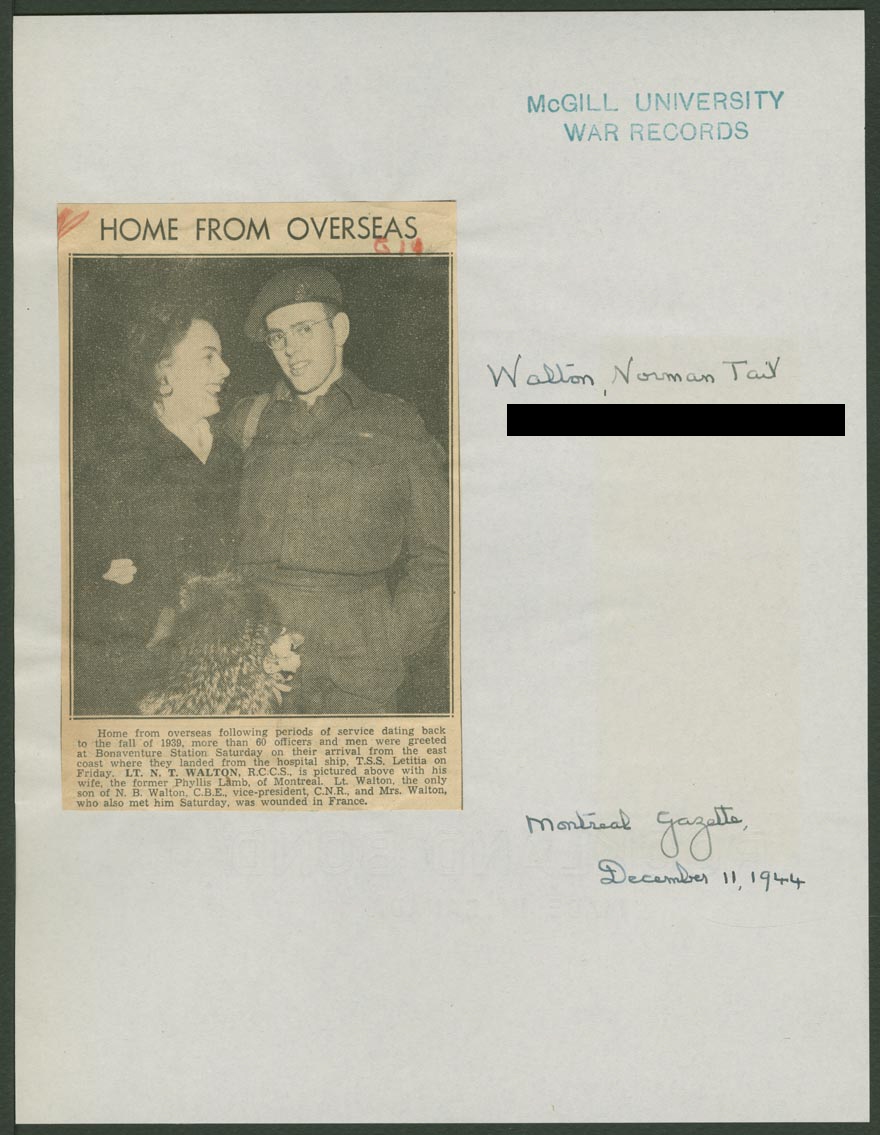 McGILL UNIVERSITY
WAR RECORDS
HOME FROM OVERSEAS
Walton, Norman Tait
Home from overseas following periods of service dating back
to the fall of 1939, more than 60 officers and men were greeted
at Bonaventure Station Saturday on their arrival from the east
coast where they landed from the hospital ship, T.S.S. Letitia on
Friday. LT. N. T. WALTON, R.C.C.S., is pictured above with his
wife, the former Phyllis Lamb, of Montreal. Lt. Walton, the only
son of N. B. Walton, C.B.E., vice-president, C.N.R., and Mrs. Walton,
who also met him Saturday, was wounded in France.
Montreal Gazette,
December 11, 1944